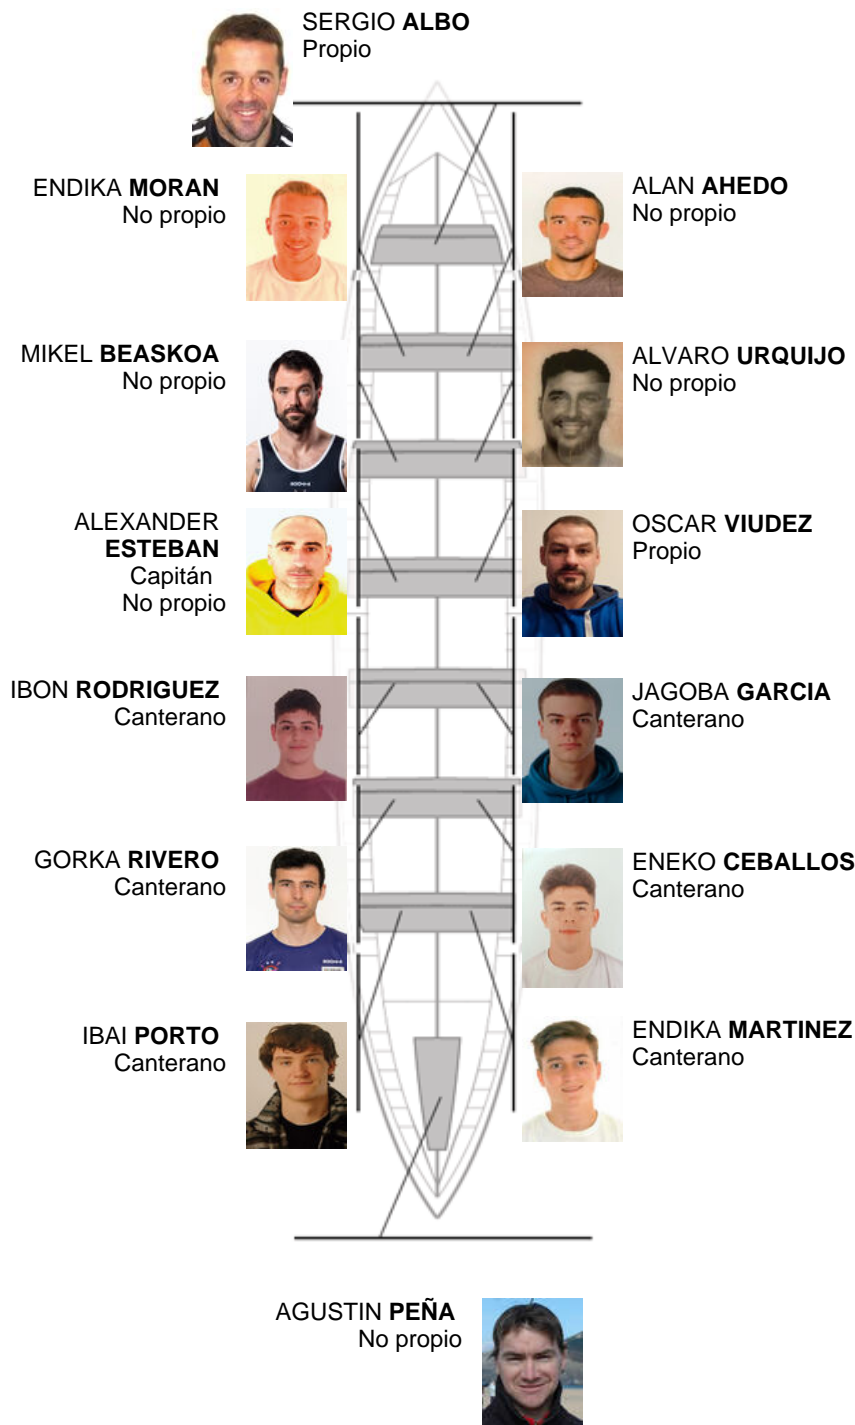 SERGIO ALBO
Propio
ENDIKA MORAN
No propio
ALAN AHEDO
No propio
MIKEL BEASKOA
No propio
ALVARO URQUIJO
No propio
ALEXANDER
ESTEBAN
Capitán
No propio
OSCAR VIUDEZ
Propio
IBON RODRIGUEZ
Canterano
JAGOBA GARCIA
Canterano
GORKA RIVERO
Canterano
ENEKO CEBALLOS
Canterano
IBAI PORTO
Canterano
ENDIKA MARTINEZ
Canterano
AGUSTIN PEÑA
No propio